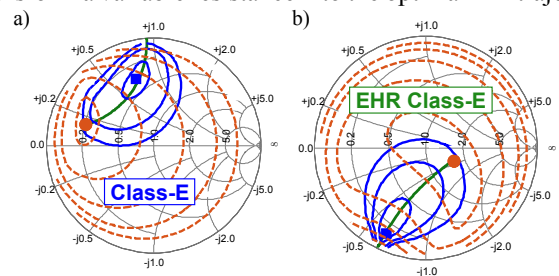 a)
b)
+j1.0
+j0.5
+j2.0
+j0.2
+j5.0
0.0
0.2
0.5
1.0
2.0
5.0
∞
Class-E
-j0.2
-j5.0
-j0.5
-j2.0
-j1.0
+j1.0
+j0.5
+j2.0
EHR Class-E
+j0.2
+j5.0
0.0
0.2
0.5
1.0
2.0
5.0
∞
-j0.2
-j5.0
-j0.5
-j2.0
-j1.0